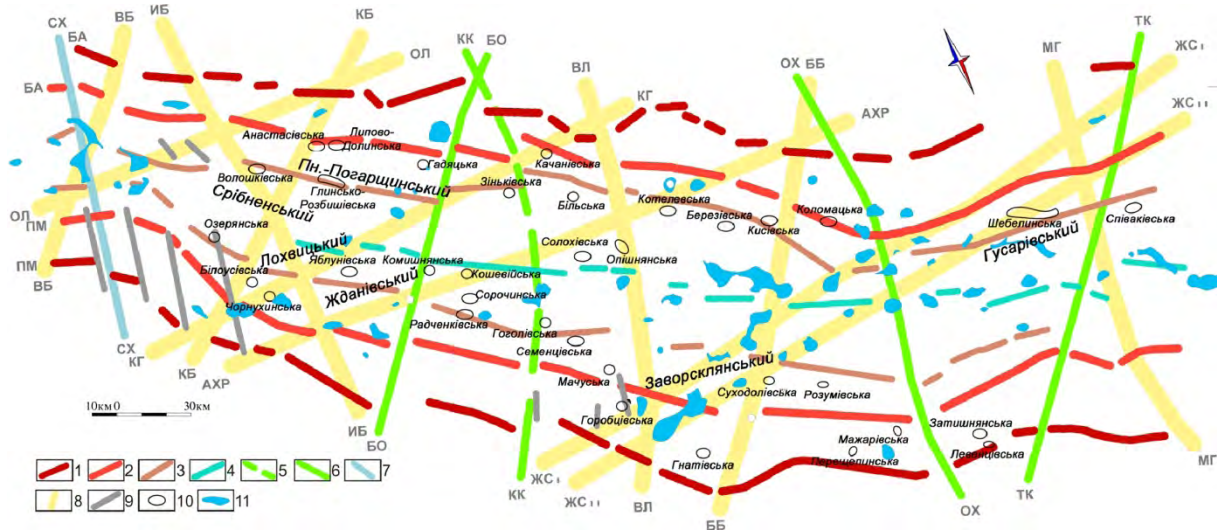 СХ
БА
ВБ
ИБ
КБ
ОЛ
КК
БО
ВЛ
КГ
ОХ
ББ
АХР
МГ
ТК
ЖС I
ЖС II
БА
Анастасівська
Липово-
Долинська
Гадяцька
Качанівська
Волошківська
Пн.-Погарщинський
Глинсько-
Розбишівська
Зіньківська
Більська
Срібненський
Котелевська
Березівська
Кисівська
Коломацька
Шебелинська
Співаківська
ОЛ
ПМ
Озерянська
Лохвицький
Яблунівська
Комишнянська
Солохівська
Опішнянська
Гусарівський
ПМ
ВБ
Білоусівська
Жданівський
Кошевійська
Чорнухинська
Сорочинська
Радченківська
Гоголівська
Семенцівська
СХ
КГ
КБ
АХР
Мачуська
Заворсклянський
Суходолівська
Розумівська
10км
0
30км
Горобцівська
ИБ
БО
Мажарівська
Затишнянська
Гнатівська
Перещепинська
Левенцівська
МГ
КК
ЖС I
ЖС II
ВЛ
ББ
ОХ
ТК
1
2
3
4
5
6
7
8
9
10
11